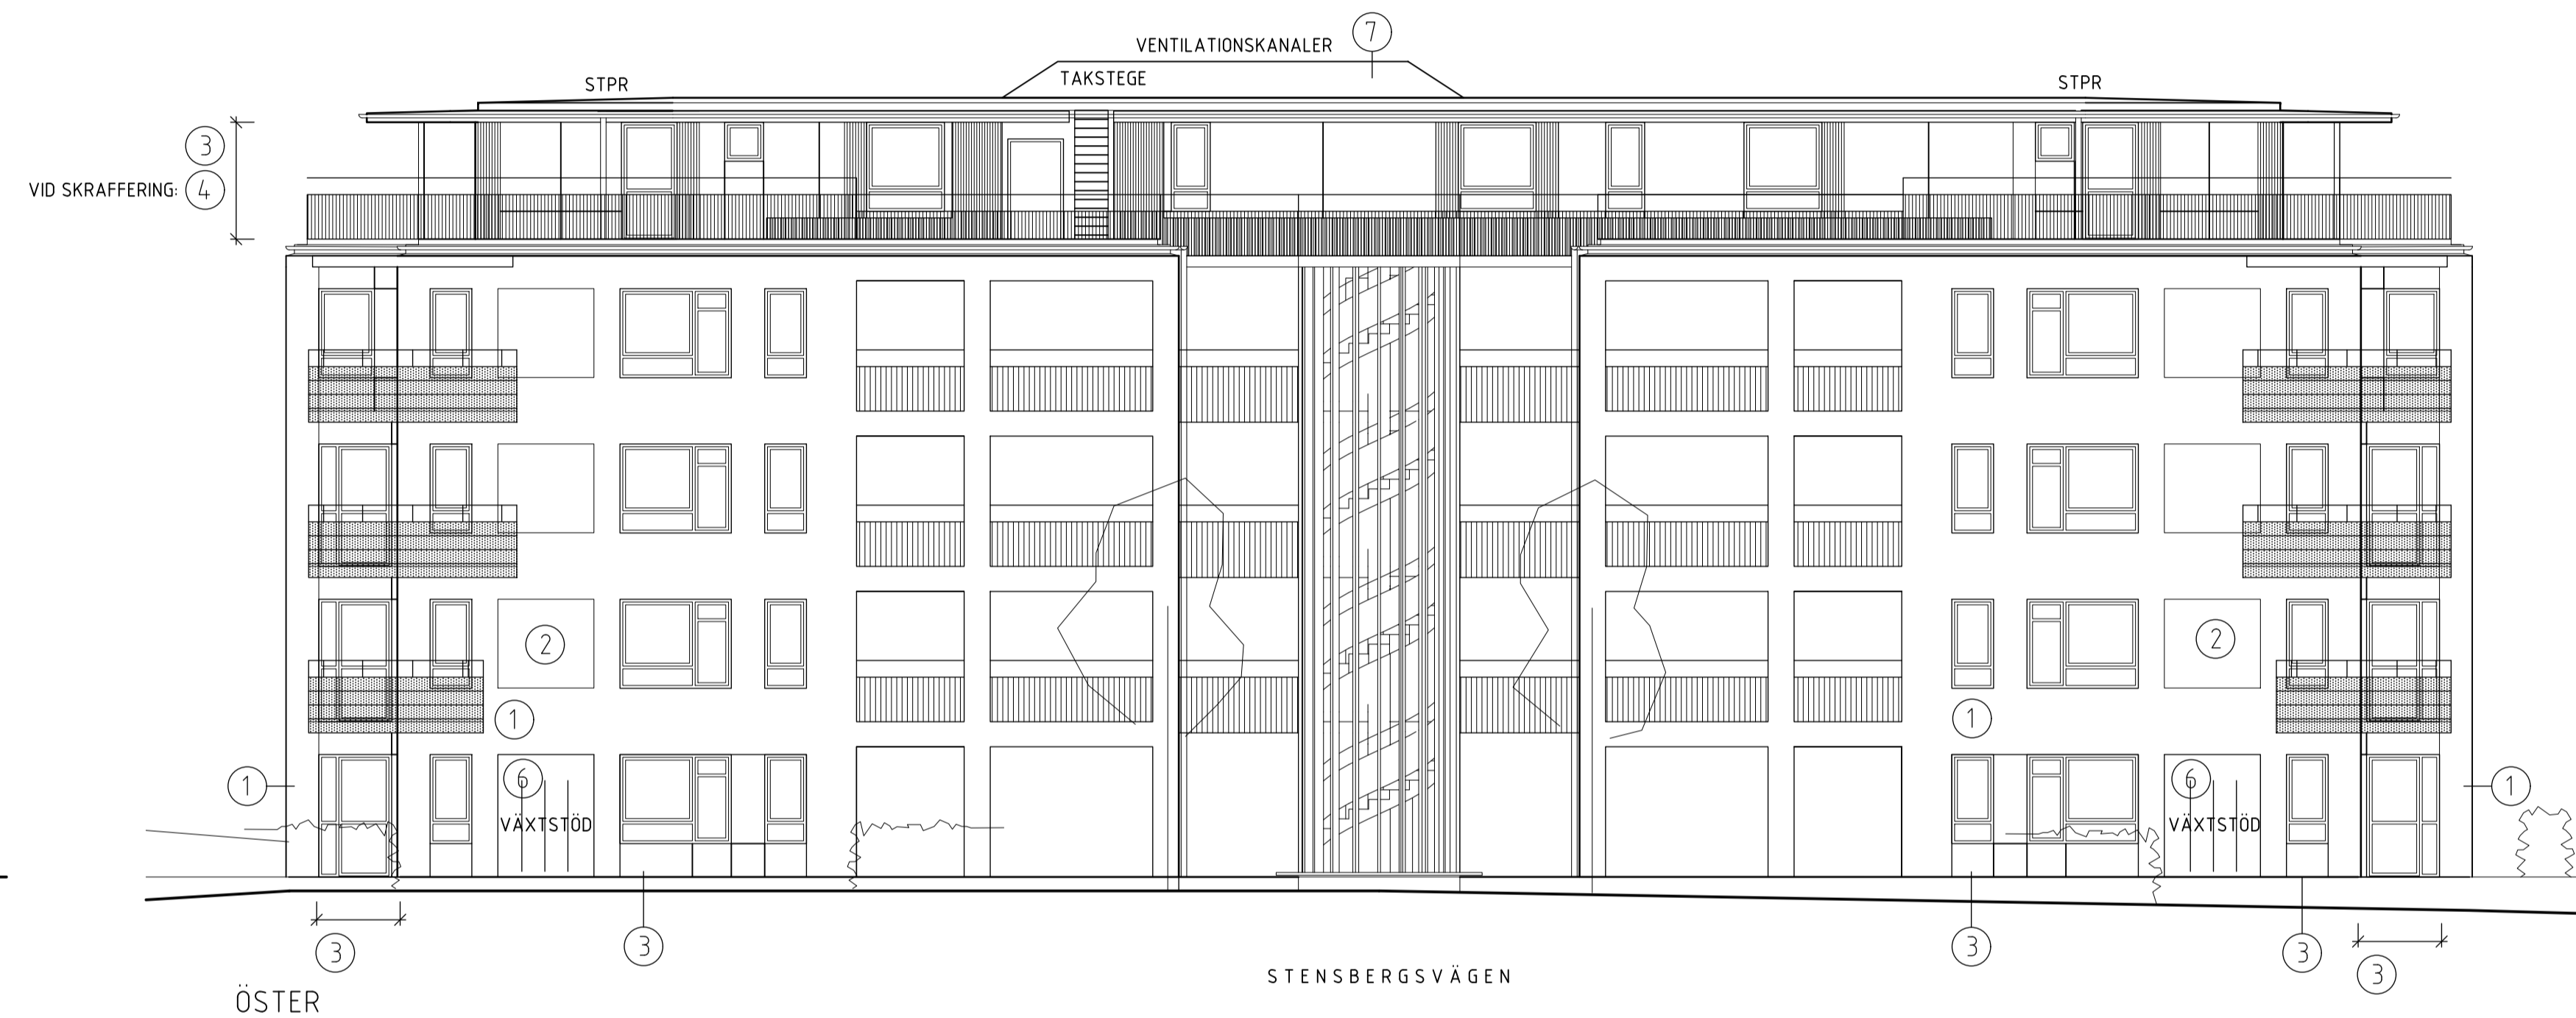 7
VENTILATIONSKANALER
TAKSTEGE
STPR
STPR
3
VID SKRAFFERING: 4
2
2
1
1
1
6
6
1
VÄXTSTÖD
VÄXTSTÖD
3
3
3
3
3
STENSBERGSVÄGEN
ÖSTER